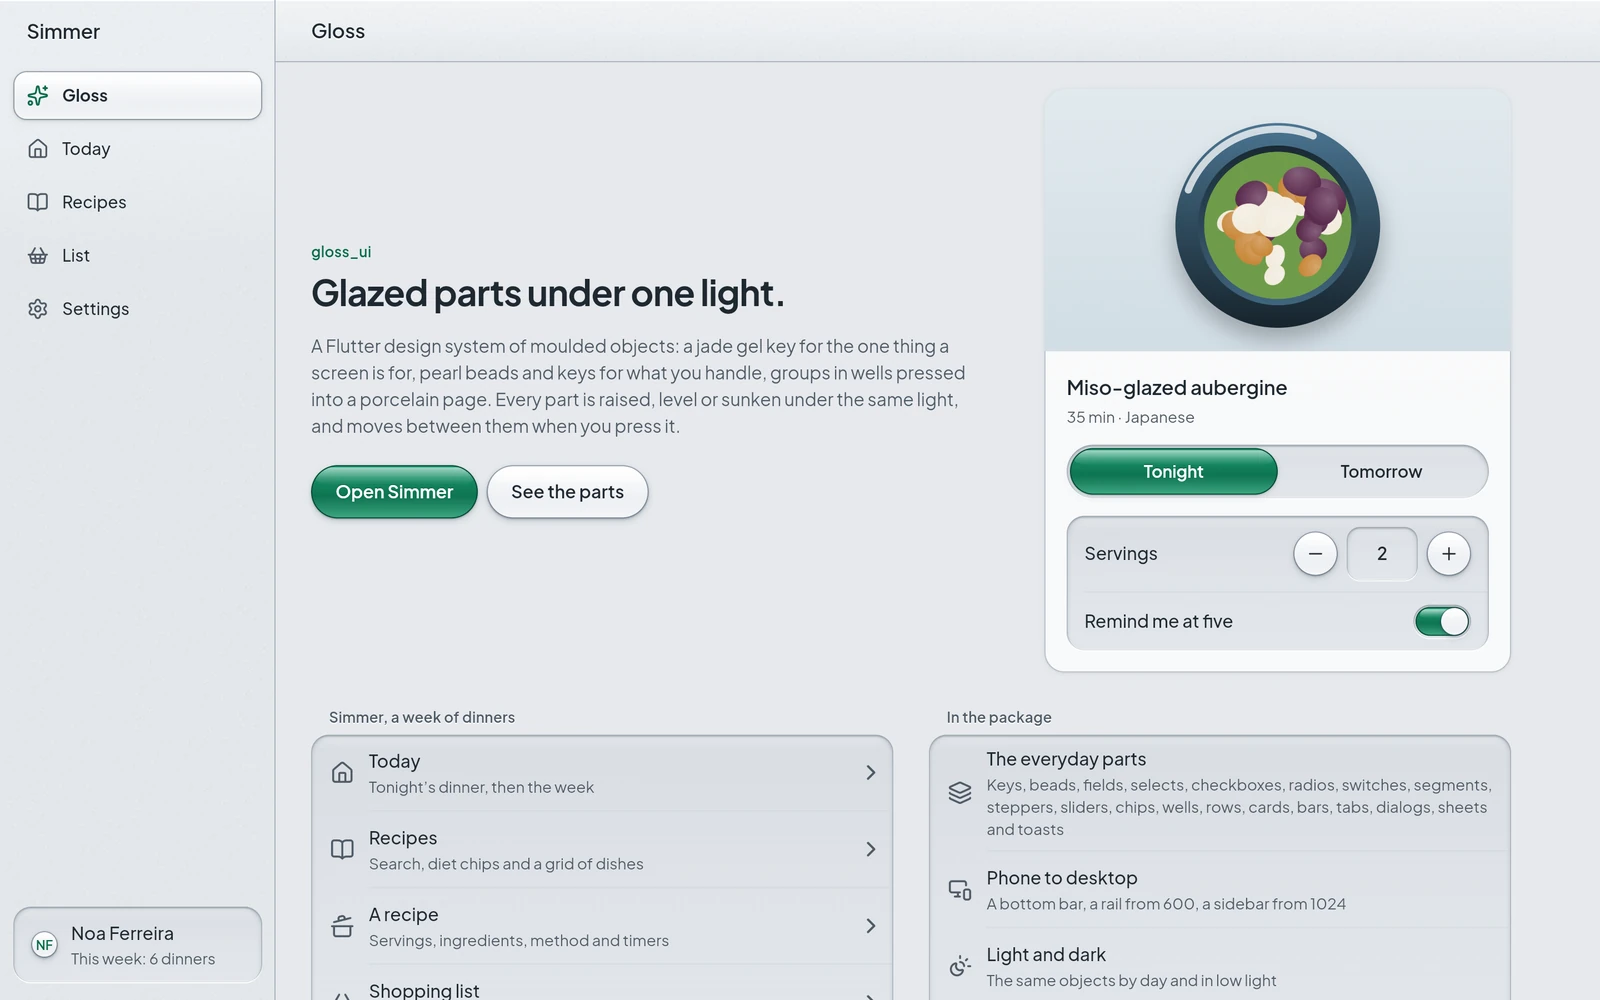 Simmer
Gloss
Today
Recipes
List
Settings
NF
Noa Ferreira
This week: 6 dinners
Gloss
gloss_ui
Glazed parts under one light.
A Flutter design system of moulded objects: a jade gel key for the one thing a
screen is for, pearl beads and keys for what you handle, groups in wells pressed
into a porcelain page. Every part is raised, level or sunken under the same light,
and moves between them when you press it.
Open Simmer
See the parts
Miso-glazed aubergine
35 min · Japanese
Tonight
Tomorrow
Servings
2
Remind me at five
Simmer, a week of dinners
Today
Tonight's dinner, then the week
Recipes
Search, diet chips and a grid of dishes
A recipe
Servings, ingredients, method and timers
Shopping list
In the package
The everyday parts
Keys, beads, fields, selects, checkboxes, radios, switches, segments,
steppers, sliders, chips, wells, rows, cards, bars, tabs, dialogs, sheets
and toasts
Phone to desktop
A bottom bar, a rail from 600, a sidebar from 1024
Light and dark
The same objects by day and in low light